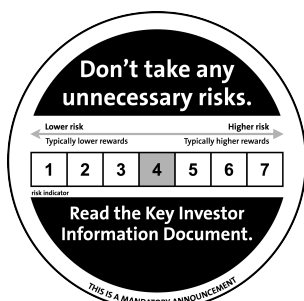 Don't take any
unnecessary risks.
Lower risk Higher risk
Typically lower rewards Typically higher rewards
1 2 3 4 5 6 7
risk indicator
Read the Key Investor
Information Document.
THIS IS A MANDATORY ANNOUNCEMENT